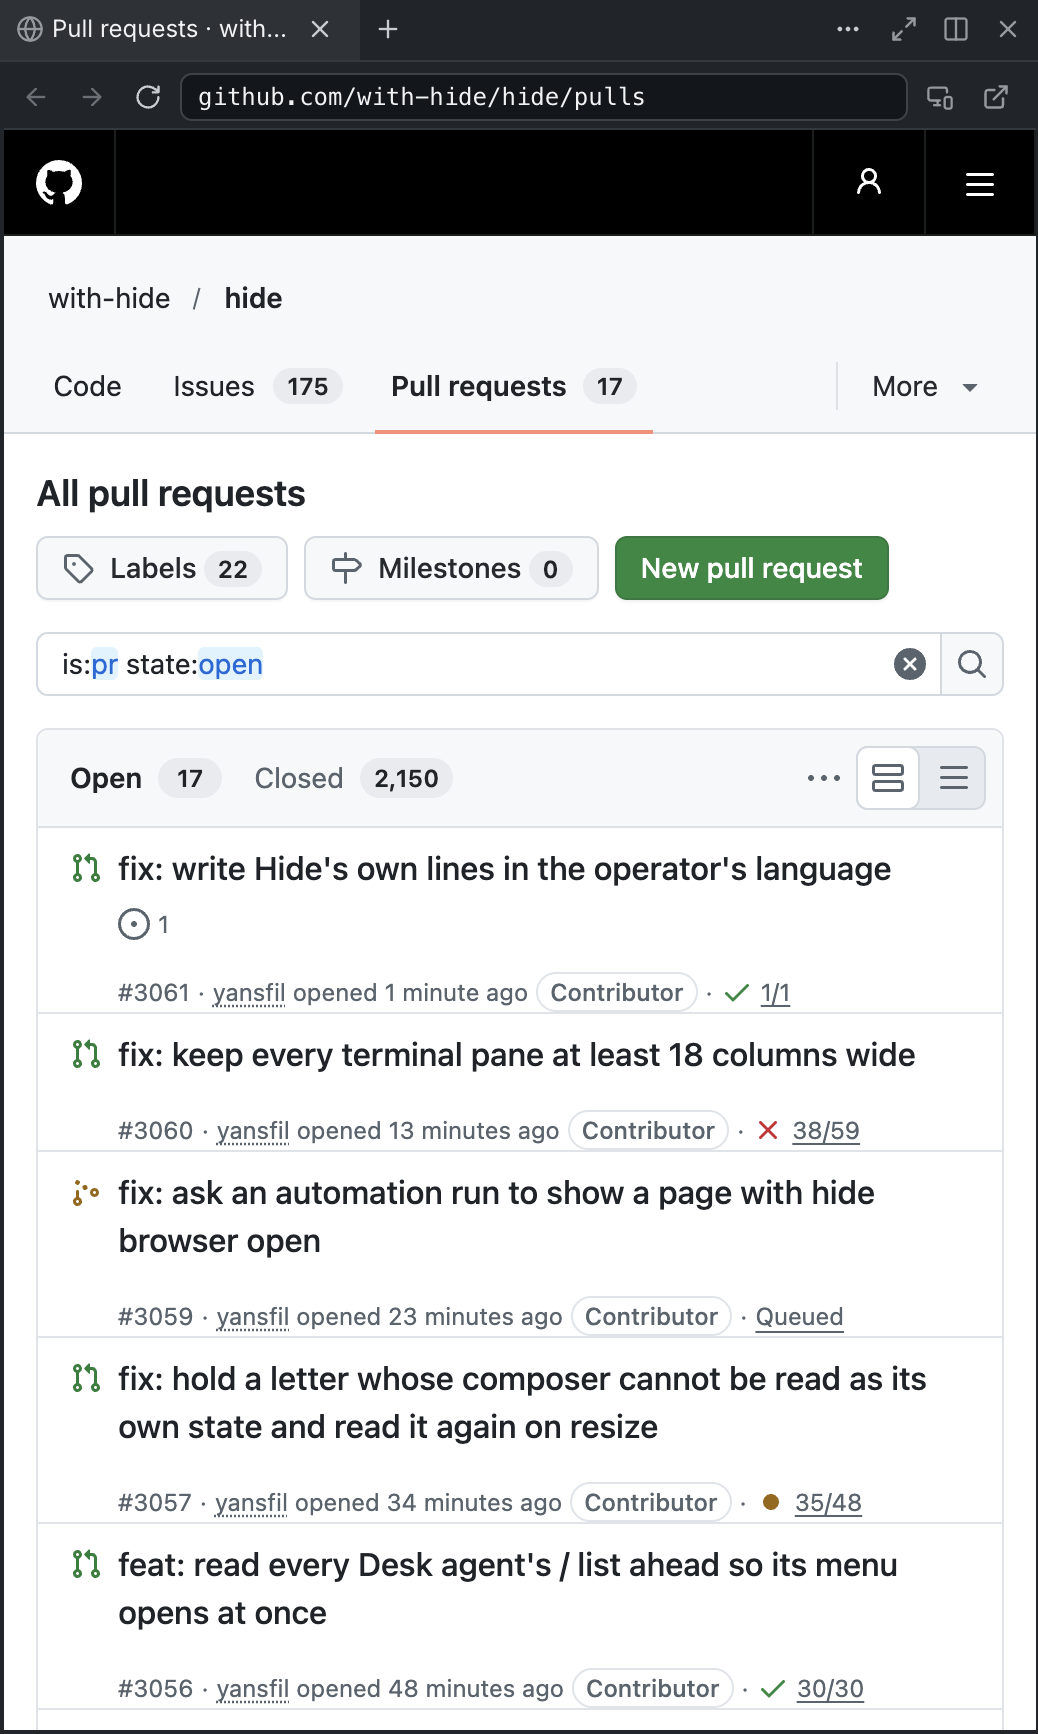 Pull requests · with...
github.com/with-hide/hide/pulls
with-hide / hide
Code Issues 175 Pull requests 17 More
All pull requests
Labels 22 Milestones 0 New pull request
is:pr state:open
Open 17 Closed 2,150
fix: write Hide's own lines in the operator's language
1
#3061 · yansfil opened 1 minute ago Contributor · 1/1
fix: keep every terminal pane at least 18 columns wide
#3060 · yansfil opened 13 minutes ago Contributor · 38/59
fix: ask an automation run to show a page with hide
browser open
#3059 · yansfil opened 23 minutes ago Contributor · Queued
fix: hold a letter whose composer cannot be read as its
own state and read it again on resize
#3057 · yansfil opened 34 minutes ago Contributor · 35/48
feat: read every Desk agent's / list ahead so its menu
opens at once
#3056 · yansfil opened 48 minutes ago Contributor · 30/30